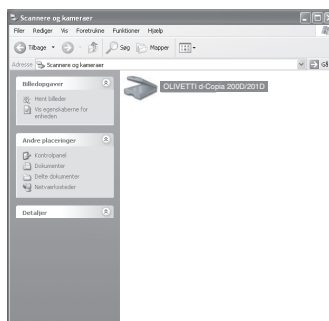 Scannere og kameraer
Filer Rediger Vis Foretrukne Funktioner Hjælp
Tilbage Søg Mapper
Adresse Scannere og kameraer Gå
Billedopgaver
Hent billeder
Vis egenskaberne for
enheden
Andre placeringer
Kontrolpanel
Dokumenter
Delte dokumenter
Netværkssteder
Detaljer
OLIVETTI d-Copia 200D/201D